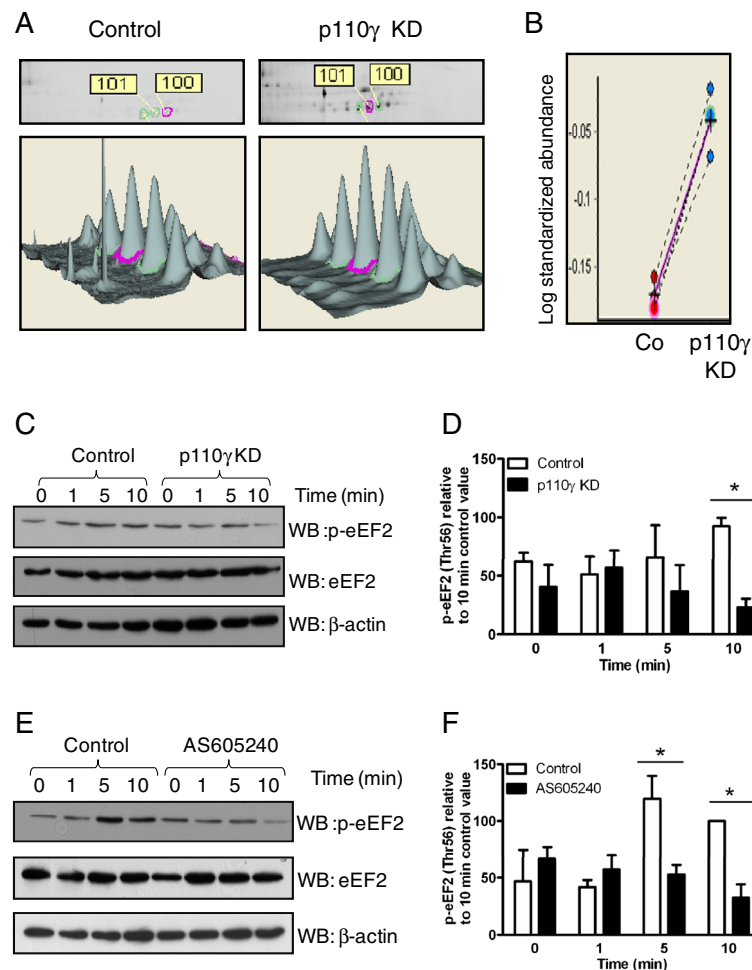 A
Control
p110γ KD
101
100
101
100
B
Log standardized abundance
-0.05
-0.1
-0.15
Co
p110γ
KD
C
Control
p110γKD
0 1 5 10 0 1 5 10 Time (min)
WB :p-eEF2
WB: eEF2
WB: β-actin
D
p-eEF2 (Thr56) relative
to 10 min control value
150
100
50
0
Control
p110γ KD
*
0 1 5 10
Time (min)
E
Control
AS605240
0 1 5 10 0 1 5 10 Time (min)
WB :p-eEF2
WB: eEF2
WB: β-actin
F
p-eEF2 (Thr56) relative
to 10 min control value
150
100
50
0
Control
AS605240
*
*
0 1 5 10
Time (min)